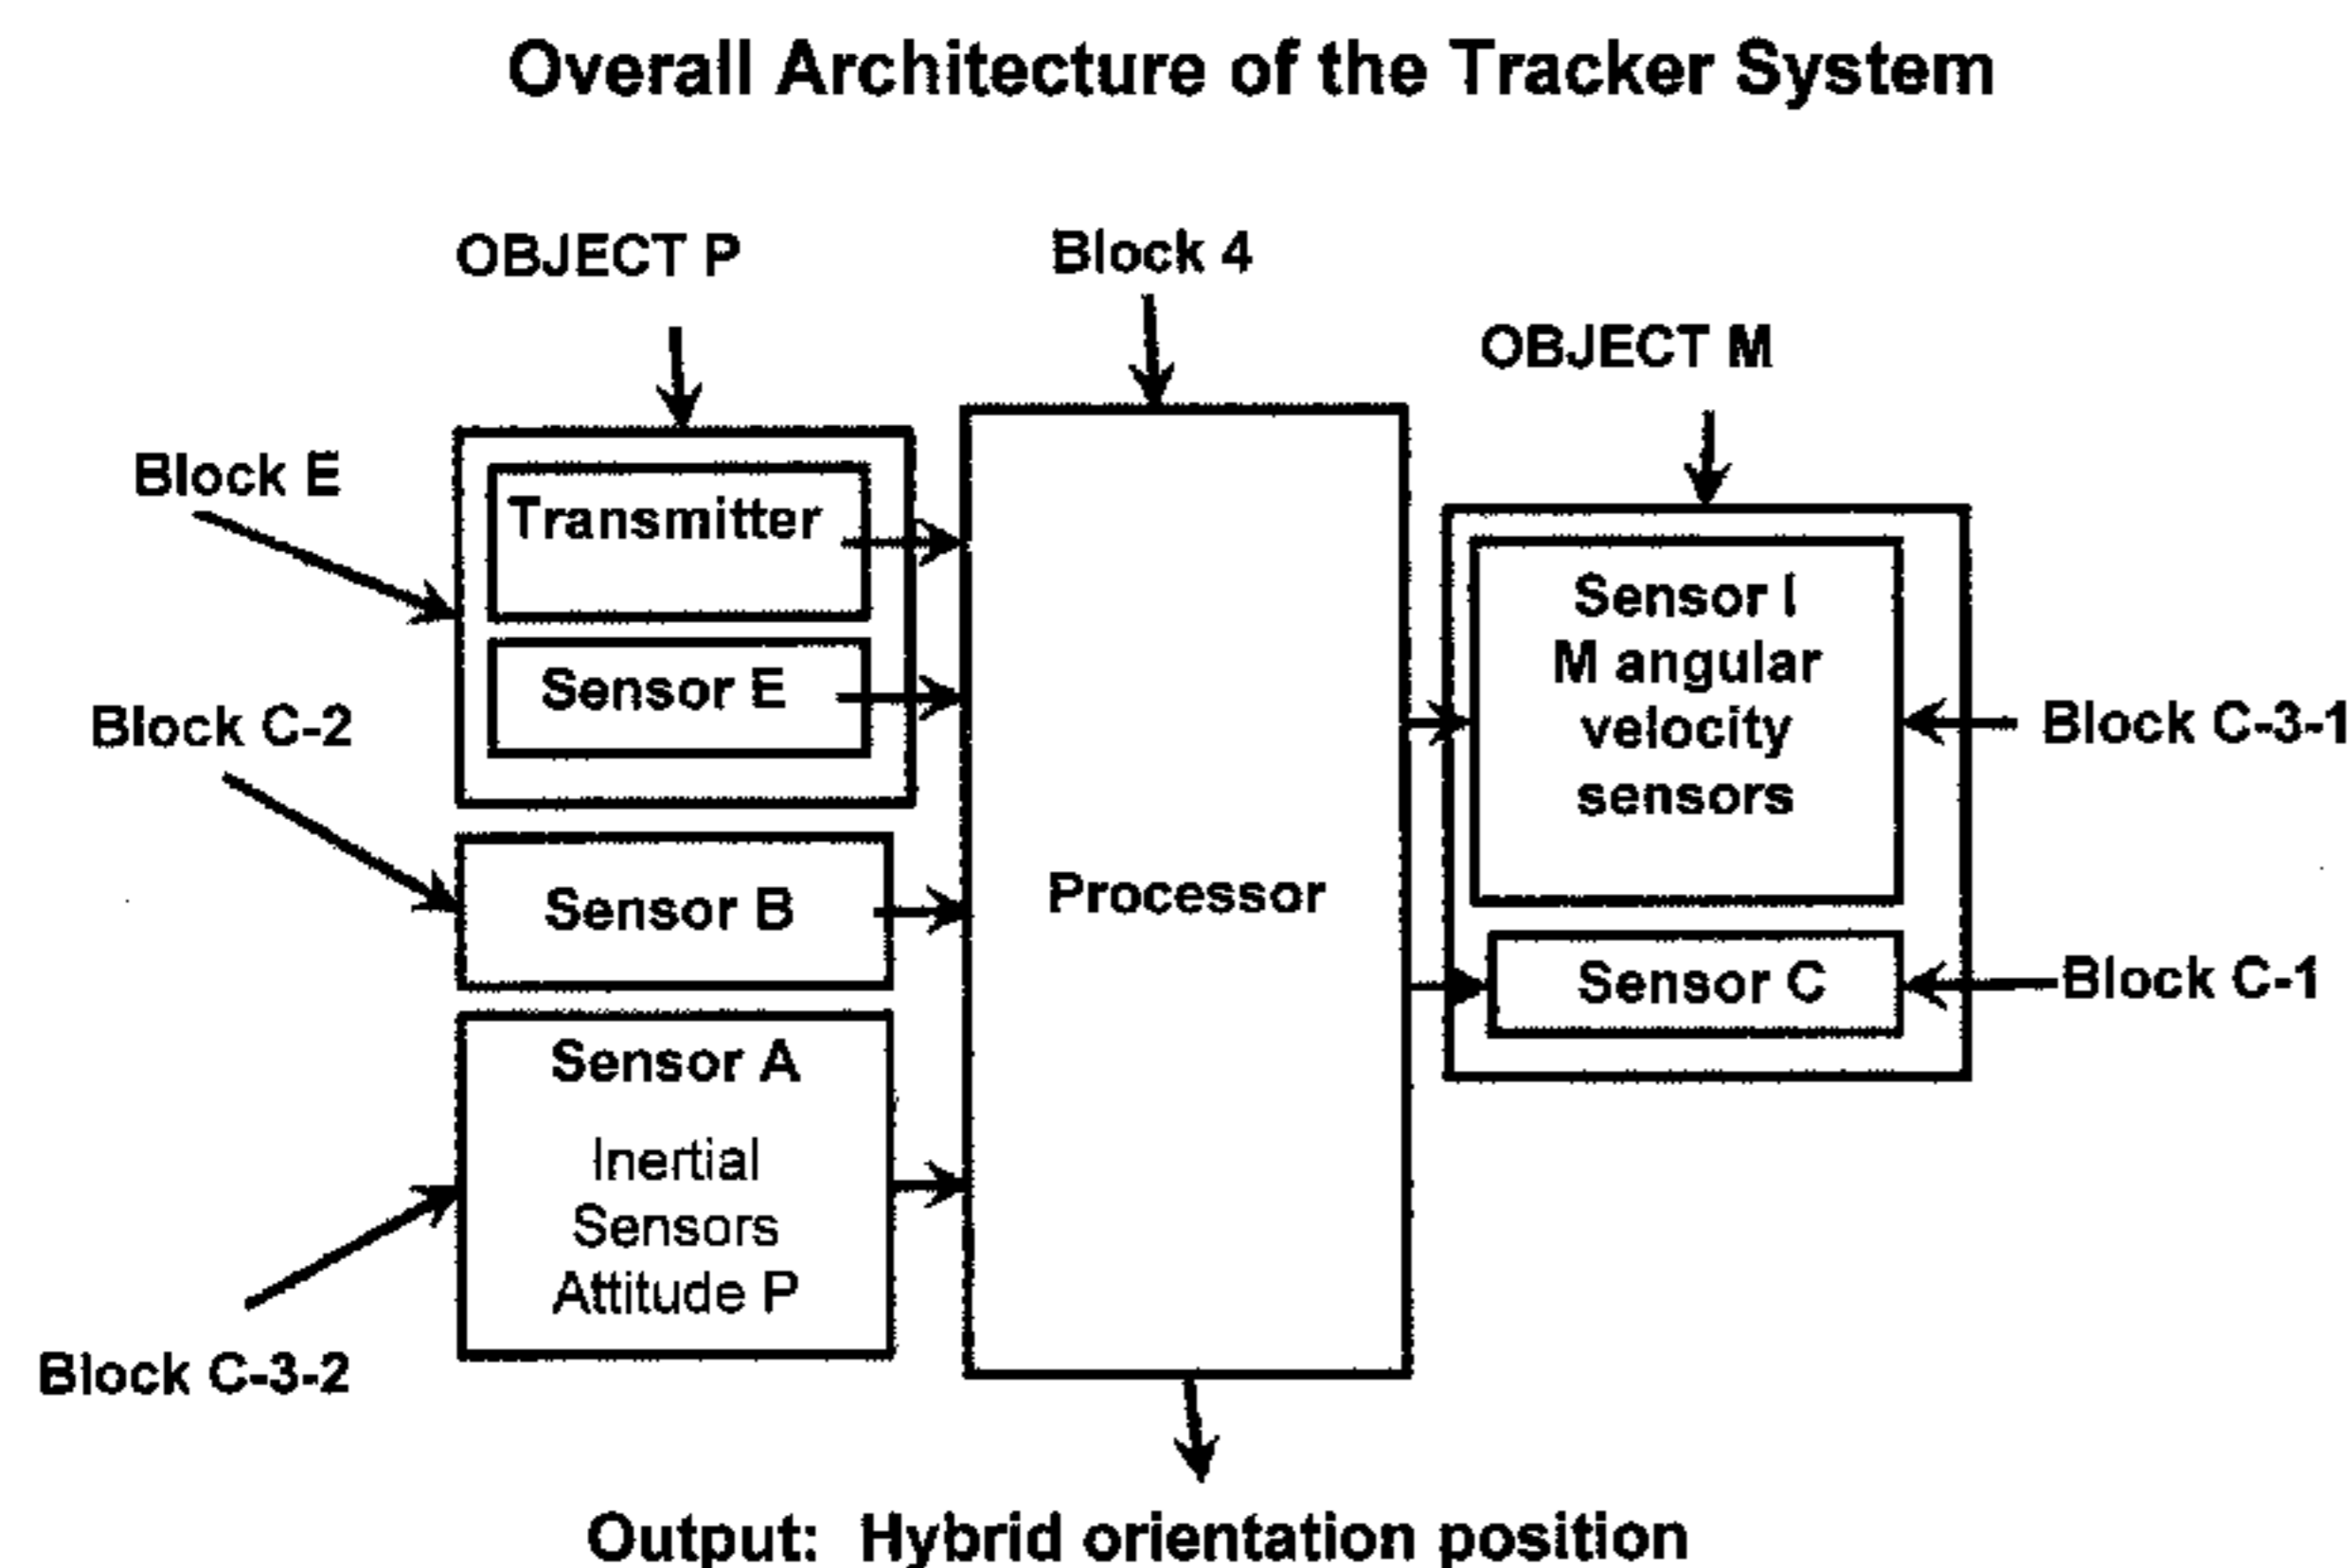 Overall Architecture of the Tracker System
OBJECT P
Block 4
OBJECT M
Block E
Transmitter
Sensor E
Block C-2
Sensor B
Sensor A
Inertial
Sensors
Attitude P
Block C-3-2
Processor
Sensor I
M angular
velocity
sensors
Block C-3-1
Sensor C
Block C-1
Output: Hybrid orientation position